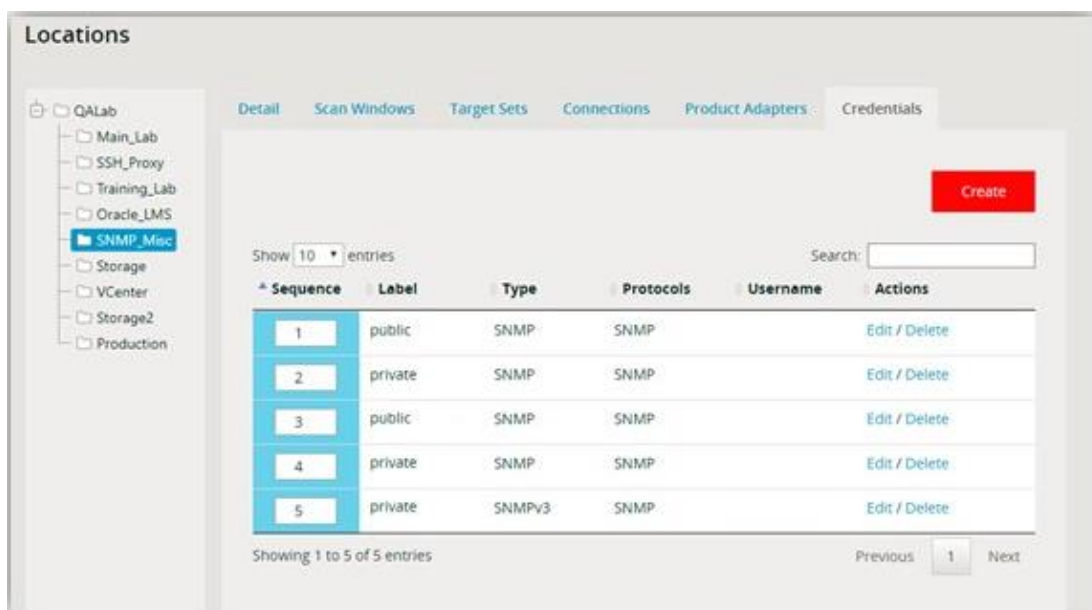 Locations
QALab
Main_Lab
SSH_Proxy
Training_Lab
Oracle_LMS
SNMP_Misc
Storage
VCenter
Storage2
Production
Detail Scan Windows Target Sets Connections Product Adapters Credentials
Create
Show 10 entries Search:
Sequence Label Type Protocols Username Actions
1 public SNMP SNMP Edit / Delete
2 private SNMP SNMP Edit / Delete
3 public SNMP SNMP Edit / Delete
4 private SNMP SNMP Edit / Delete
5 private SNMPv3 SNMP Edit / Delete
Showing 1 to 5 of 5 entries Previous 1 Next